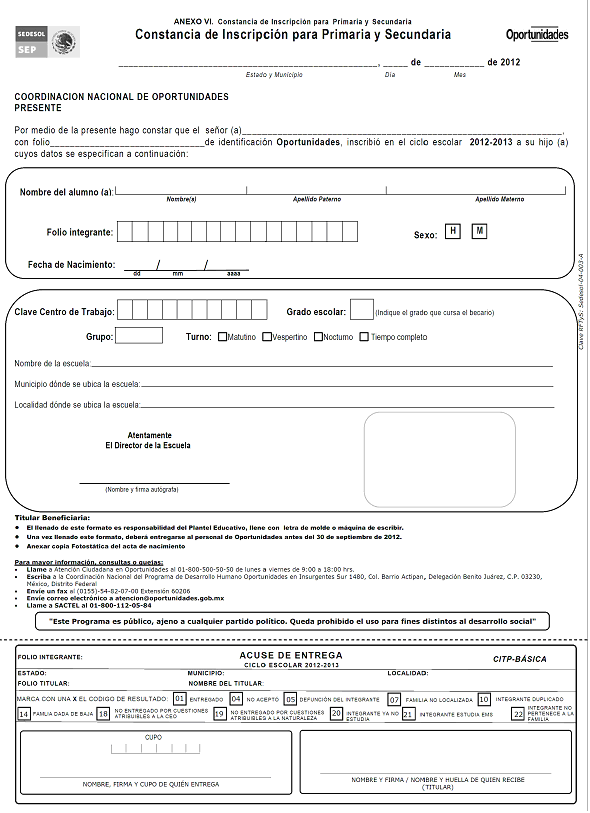 ANEXO VI. Constancia de Inscripción para Primaria y Secundaria
SEDESOL
SEP
Constancia de Inscripción para Primaria y Secundaria
Oportunidades
____________________, _____ de ____________ de 2012
Estado y Municipio Día Mes
COORDINACION NACIONAL DE OPORTUNIDADES
PRESENTE
Por medio de la presente hago constar que el señor (a)____________________,
con folio____________________de identificación Oportunidades, inscribió en el ciclo escolar 2012-2013 a su hijo (a)
cuyos datos se especifican a continuación:
Nombre del alumno (a):
Nombre(s) Apellido Paterno Apellido Materno
Folio integrante: Sexo: H M
Fecha de Nacimiento: / /
dd mm aaaa
Clave RFTyS: Sedesol-04-003-A
Clave Centro de Trabajo: Grado escolar: (Indique el grado que cursa el becario)
Grupo: Turno: Matutino Vespertino Nocturno Tiempo completo
Nombre de la escuela:
Municipio dónde se ubica la escuela:
Localidad dónde se ubica la escuela:
Atentamente
El Director de la Escuela
(Nombre y firma autógrafa)
Titular Beneficiaria:
• El llenado de este formato es responsabilidad del Plantel Educativo, llene con letra de molde o máquina de escribir.
• Una vez llenado este formato, deberá entregarse al personal de Oportunidades antes del 30 de septiembre de 2012.
• Anexar copia Fotostática del acta de nacimiento
Para mayor información, consultas o quejas:
• Llame a Atención Ciudadana en Oportunidades al 01-800-500-50-50 de lunes a viernes de 9:00 a 18:00 hrs.
• Escriba a la Coordinación Nacional del Programa de Desarrollo Humano Oportunidades en Insurgentes Sur 1480, Col. Barrio Actipan, Delegación Benito Juárez, C.P. 03230,
México, Distrito Federal
• Envíe un fax al (0155)-54-82-07-00 Extensión 60206
• Envíe correo electrónico a atencion@oportunidades.gob.mx
• Llame a SACTEL al 01-800-112-05-84
"Este Programa es público, ajeno a cualquier partido político. Queda prohibido el uso para fines distintos al desarrollo social"
FOLIO INTEGRANTE: ACUSE DE ENTREGA CITP-BÁSICA
CICLO ESCOLAR 2012-2013
ESTADO: MUNICIPIO: LOCALIDAD:
FOLIO TITULAR: NOMBRE DEL TITULAR:
MARCA CON UNA X EL CODIGO DE RESULTADO: 01 ENTREGADO 04 NO ACEPTO 05 DEFUNCIÓN DEL INTEGRANTE 07 FAMILIA NO LOCALIZADA 10 INTEGRANTE DUPLICADO
14 FAMLIA DADA DE BAJA 18 NO ENTREGADO POR CUESTIONES ATRIBUIBLES A LA CEO 19 NO ENTREGADO POR CUESTIONES ATRIBUIBLES A LA NATURALEZA 20 INTEGRANTE YA NO ESTUDIA 21 INTEGRANTE ESTUDIA EMS 22 INTEGRANTE NO PERTENECE A LA FAMILIA
CUPO
NOMBRE, FIRMA Y CUPO DE QUIÉN ENTREGA
NOMBRE Y FIRMA / NOMBRE Y HUELLA DE QUIEN RECIBE
(TITULAR)